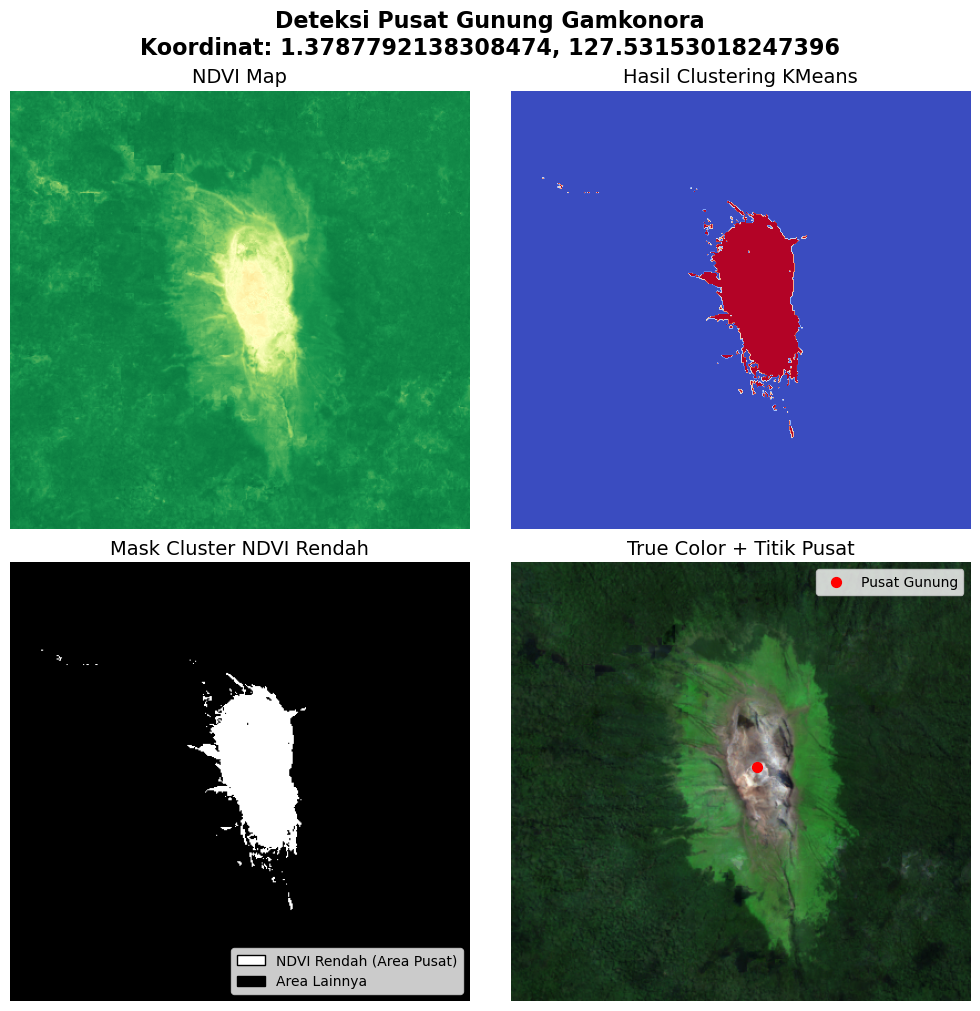 Deteksi Pusat Gunung Gamkonora
Koordinat: 1.3787792138308474, 127.53153018247396
NDVI Map
Hasil Clustering KMeans
Mask Cluster NDVI Rendah
NDVI Rendah (Area Pusat)
Area Lainnya
True Color + Titik Pusat
Pusat Gunung